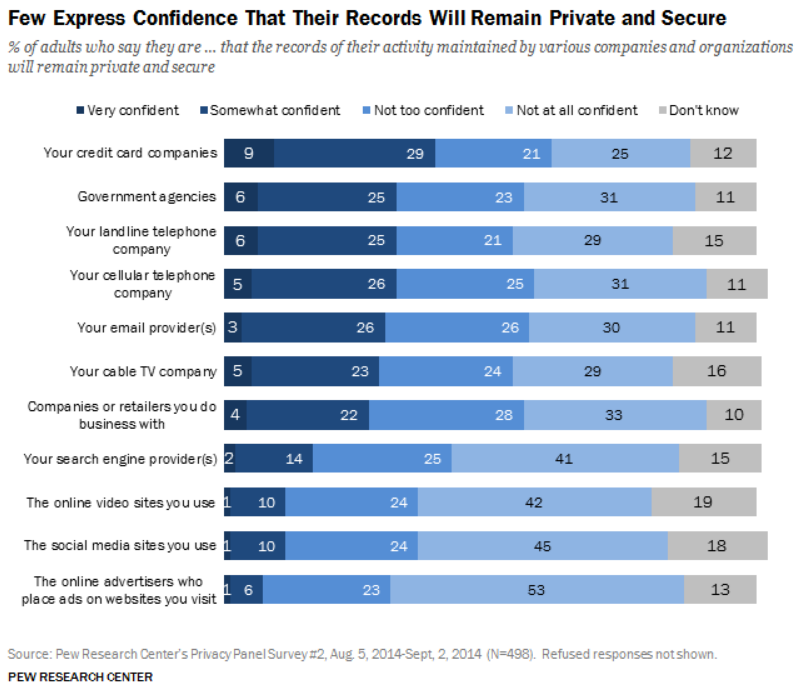 Few Express Confidence That Their Records Will Remain Private and Secure
% of adults who say they are ... that the records of their activity maintained by various companies and organizations
will remain private and secure
Very confident Somewhat confident Not too confident Not at all confident Don't know
Your credit card companies 9 29 21 25 12
Government agencies 6 25 23 31 11
Your landline telephone
company 6 25 21 29 15
Your cellular telephone
company 5 26 25 31 11
Your email provider(s) 3 26 26 30 11
Your cable TV company 5 23 24 29 16
Companies or retailers you do
business with 4 22 28 33 10
Your search engine provider(s) 2 14 25 41 15
The online video sites you use 1 10 24 42 19
The social media sites you use 1 10 24 45 18
The online advertisers who
place ads on websites you visit 1 6 23 53 13
Source: Pew Research Center's Privacy Panel Survey #2, Aug. 5, 2014-Sept, 2, 2014 (N=498). Refused responses not shown.
PEW RESEARCH CENTER